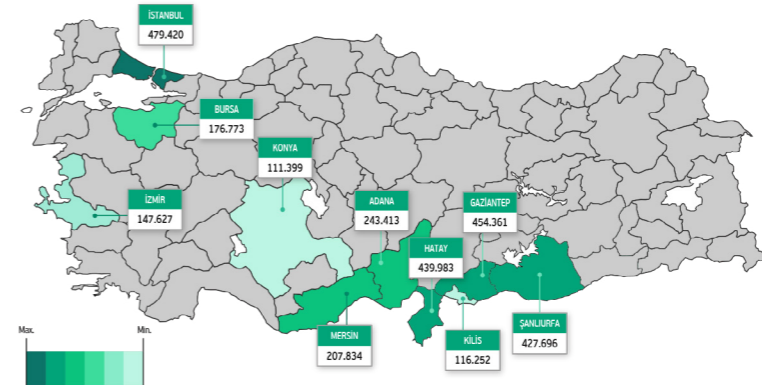 İSTANBUL
479.420
BURSA
176.773
KONYA
111.399
İZMİR
147.627
ADANA
243.413
GAZİANTEP
454.361
HATAY
439.983
MERSIN
207.834
KİLİS
116.252
ŞANLIURFA
427.696
Max.
Min.